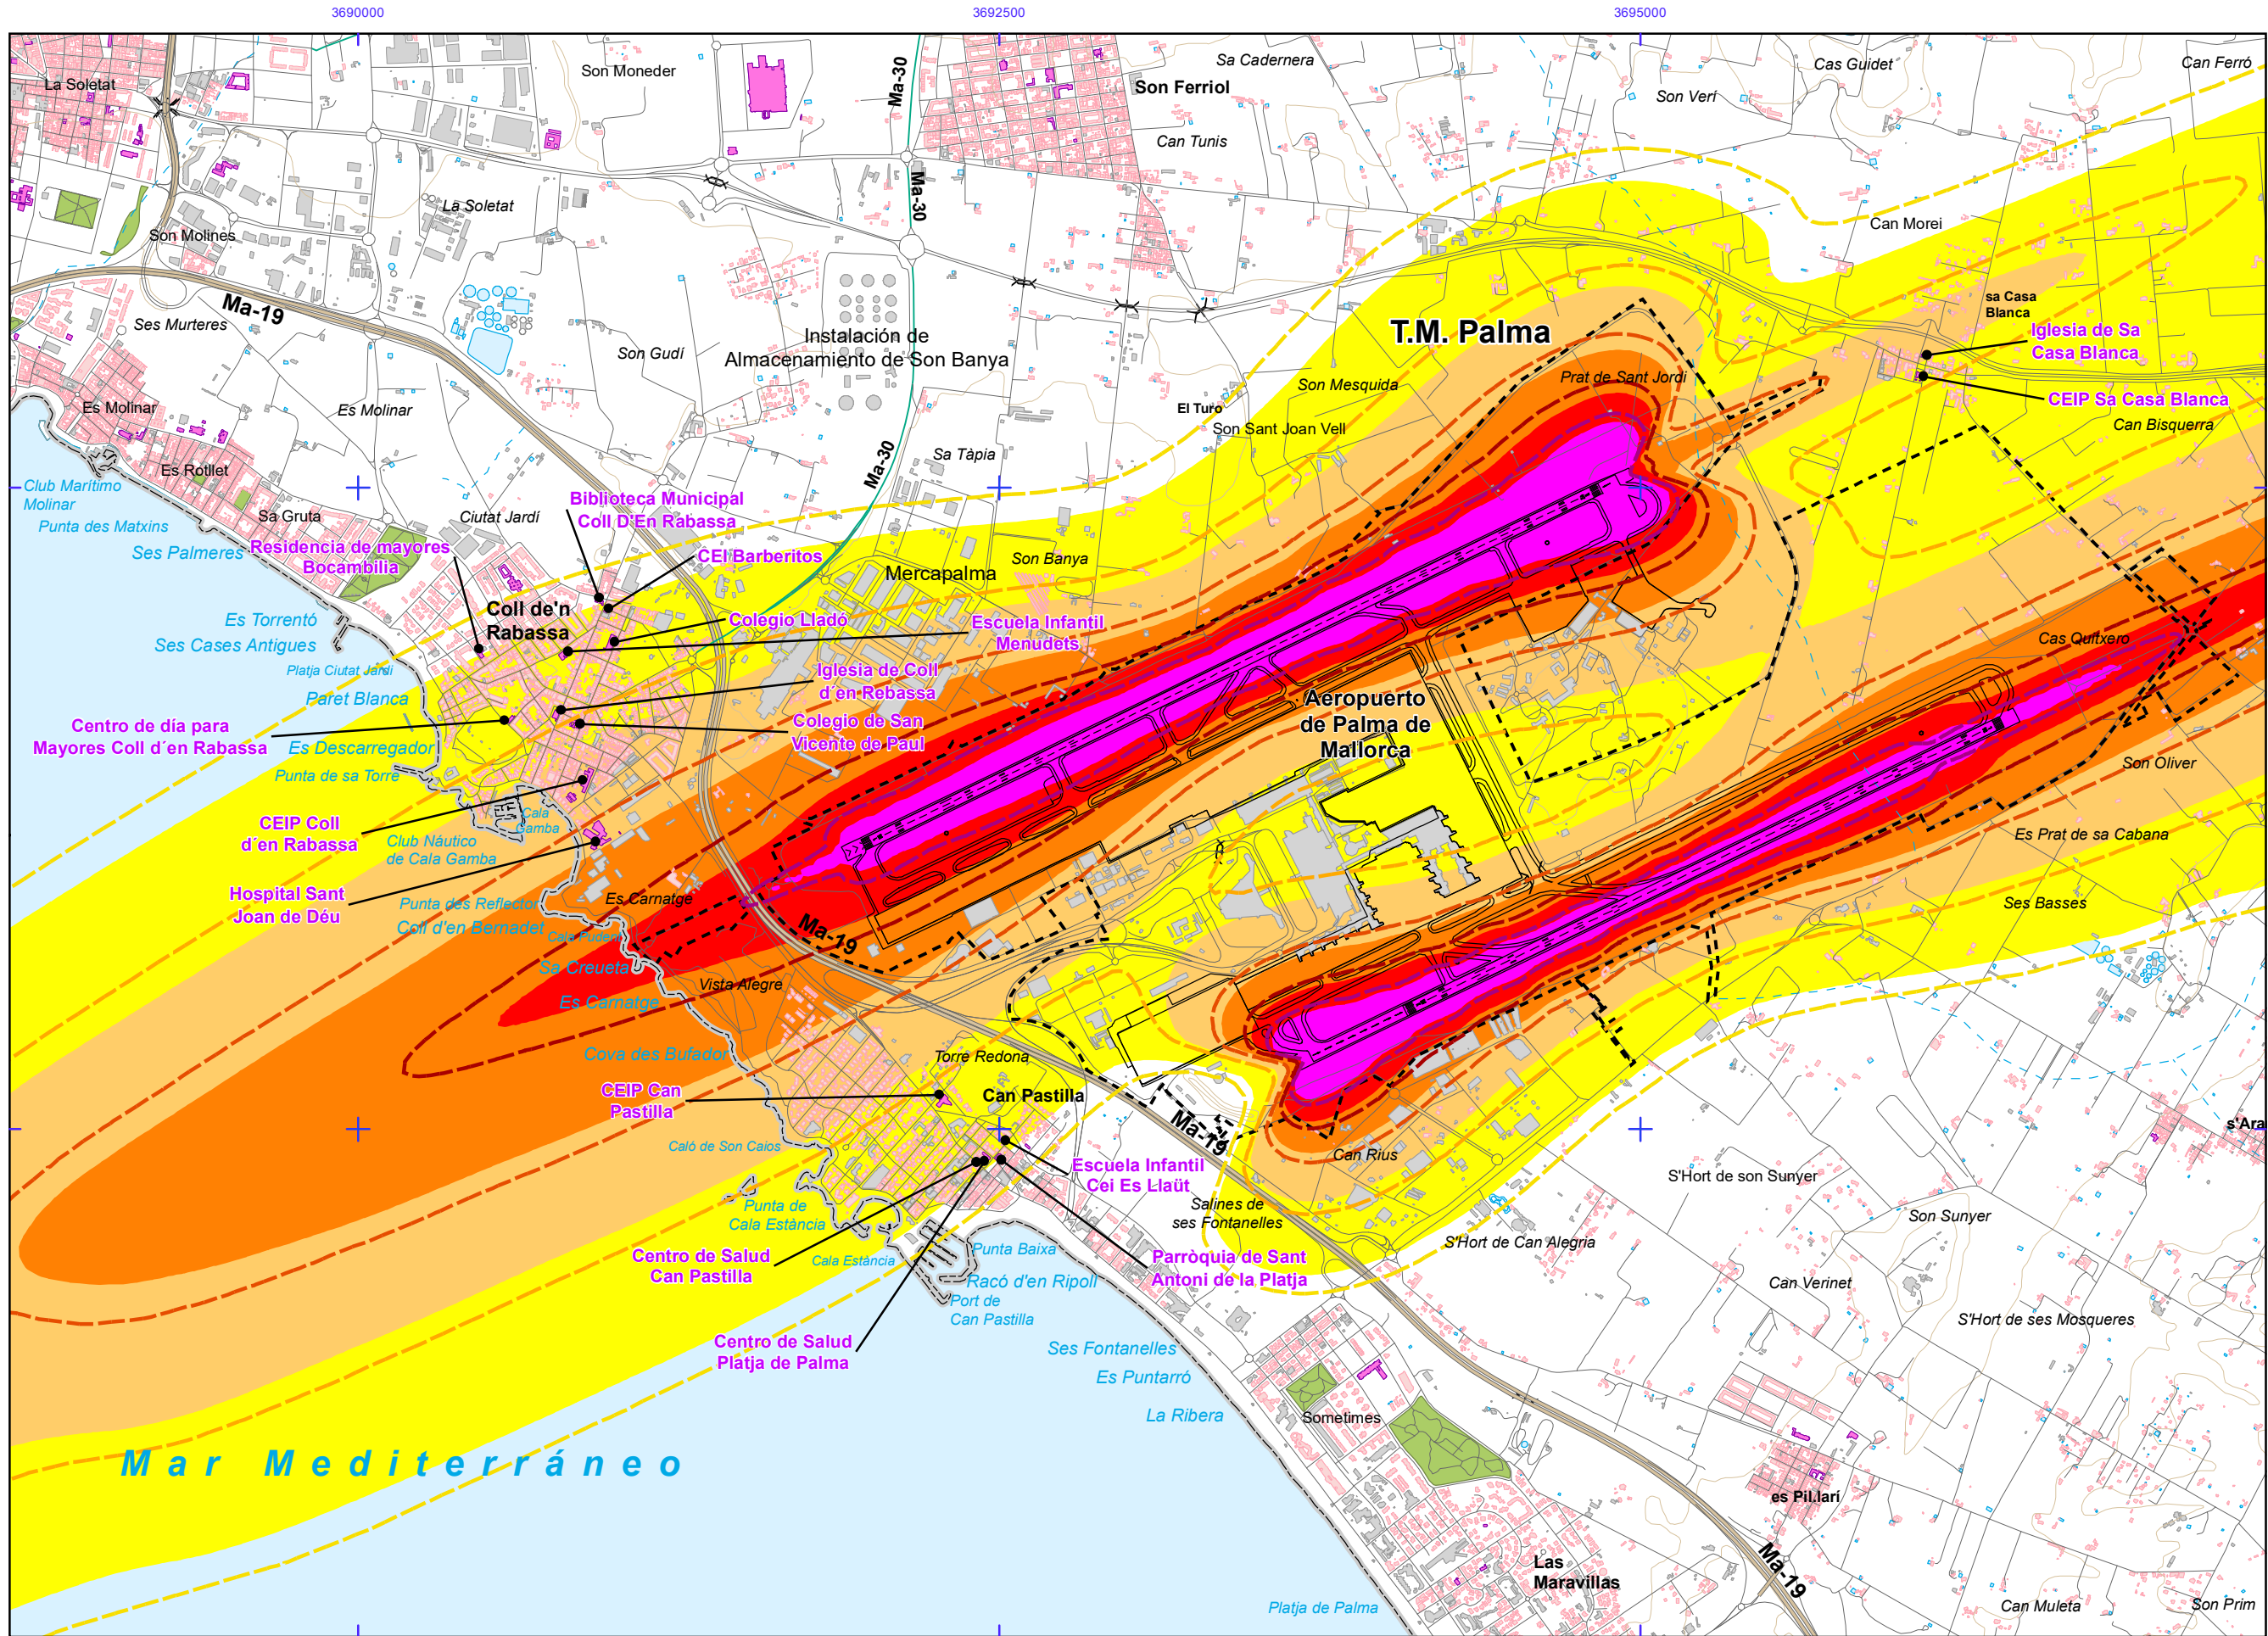 3690000
3692500
3695000
La Soletat
Son Moneder
Ma-30
Son Ferriol
Sa Cadernera
Cas Guidet
Can Ferró
Son Verí
Can Tunis
Ma-30
La Soletat
Son Molines
Can Morei
Ma-19
Ses Murteres
Son Gudí
Instalación de
Almacenamiento de Son Banya
T.M. Palma
sa Casa
Blanca
Iglesia de Sa
Casa Blanca
Prat de Sant Jordi
Son Mesquida
CEIP Sa Casa Blanca
Es Molinar
Es Molinar
El Turo
Son Sant Joan Vell
Can Bisquerra
Sa Tàpia
Ma-30
Es Rotllet
Club Marítimo
Molinar
Punta des Matxins
Sa Gruta
Ciutat Jardí
Biblioteca Municipal
Coll D'En Rabassa
Ses Palmeres
Residencia de mayores
Bocambilia
CEI Barberitos
Mercapalma
Son Banya
Coll de'n
Rabassa
Es Torrentó
Ses Cases Antigues
Colegio Lladó
Escuela Infantil
Menudets
Cas Quitxero
Platja Ciutat Jardí
Paret Blanca
Iglesia de Coll
d´en Rebassa
Aeropuerto
de Palma de
Mallorca
Centro de día para
Mayores Coll d´en Rabassa
Es Descarregador
Colegio de San
Vicente de Paul
Punta de sa Torre
Son Oliver
Cala
Gamba
CEIP Coll
d´en Rabassa
Club Náutico
de Cala Gamba
Es Prat de sa Cabana
Hospital Sant
Joan de Déu
Punta des Reflector
Es Carnatge
Ses Basses
Coll d'en Bernadet
Cala Pudent
Ma-19
Sa Creueta
Vista Alegre
Es Carnatge
Cova des Bufador
Torre Redona
CEIP Can
Pastilla
Can Pastilla
Ma-19
s'Ara
Caló de Son Caios
Can Rius
Escuela Infantil
Cei Es Llaüt
S'Hort de son Sunyer
Punta de
Cala Estància
Salines de
ses Fontanelles
Son Sunyer
S'Hort de Can Alegria
Centro de Salud
Can Pastilla
Cala Estància
Punta Baixa
Parròquia de Sant
Antoni de la Platja
Racó d'en Ripoll
Can Verinet
Port de
Can Pastilla
S'Hort de ses Mosqueres
Centro de Salud
Platja de Palma
Ses Fontanelles
Es Puntarró
La Ribera
Sometimes
Mar Mediterráneo
es Pil.larí
Las
Maravillas
Ma-19
Platja de Palma
Can Muleta
Son Prim